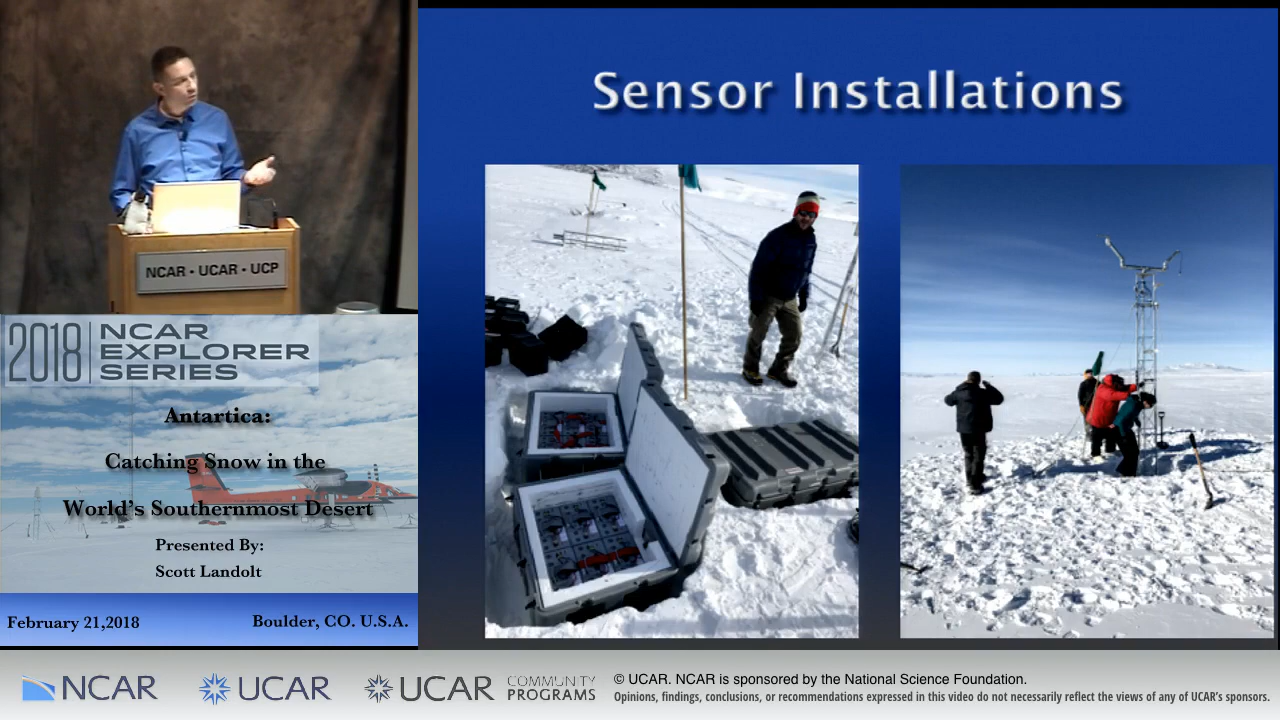 Sensor Installations
NCAR • UCAR • UCP
2018 NCAR
EXPLORER
SERIES
Antartica:
Catching Snow in the
World's Southernmost Desert
Presented By:
Scott Landolt
February 21,2018
Boulder, CO. U.S.A.
NCAR
UCAR
UCAR COMMUNITY
PROGRAMS
© UCAR. NCAR is sponsored by the National Science Foundation.
Opinions, findings, conclusions, or recommendations expressed in this video do not necessarily reflect the views of any of UCAR's sponsors.